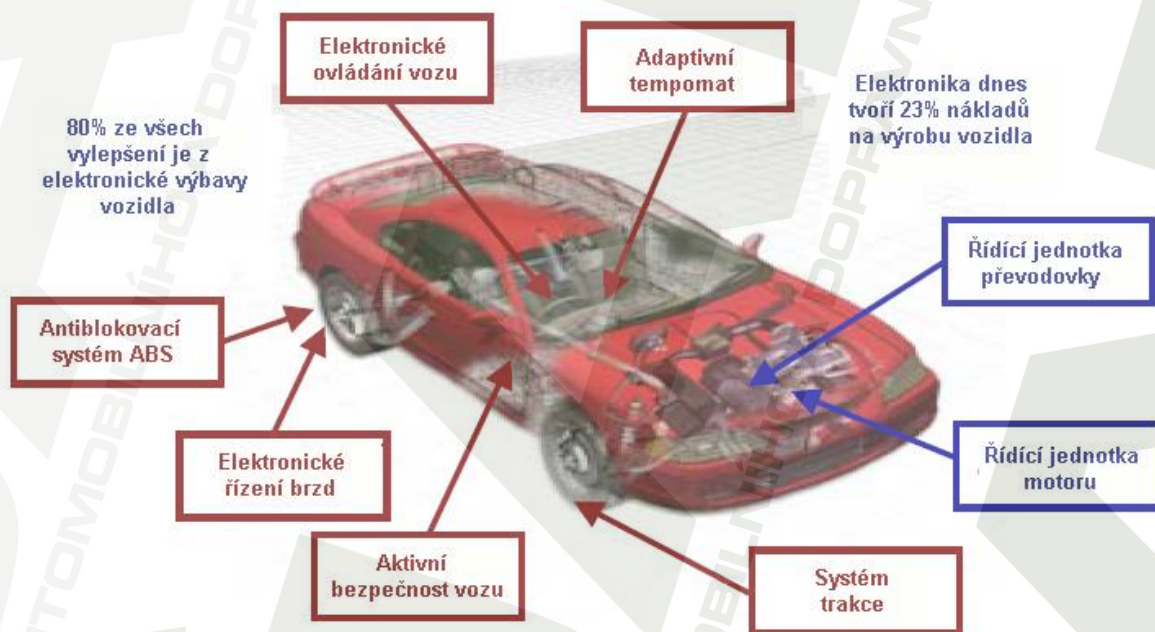 Elektronické
ovládání vozu
Adaptivní
tempomat
Elektronika dnes
tvoří 23% nákladů
na výrobu vozidla
80% ze všech
vylepšení je z
elektronické výbavy
vozidla
Řídící jednotka
převodovky
Antiblokovací
systém ABS
Řídící jednotka
motoru
Elektronické
řízení brzd
Aktivní
bezpečnost vozu
Systém
trakce